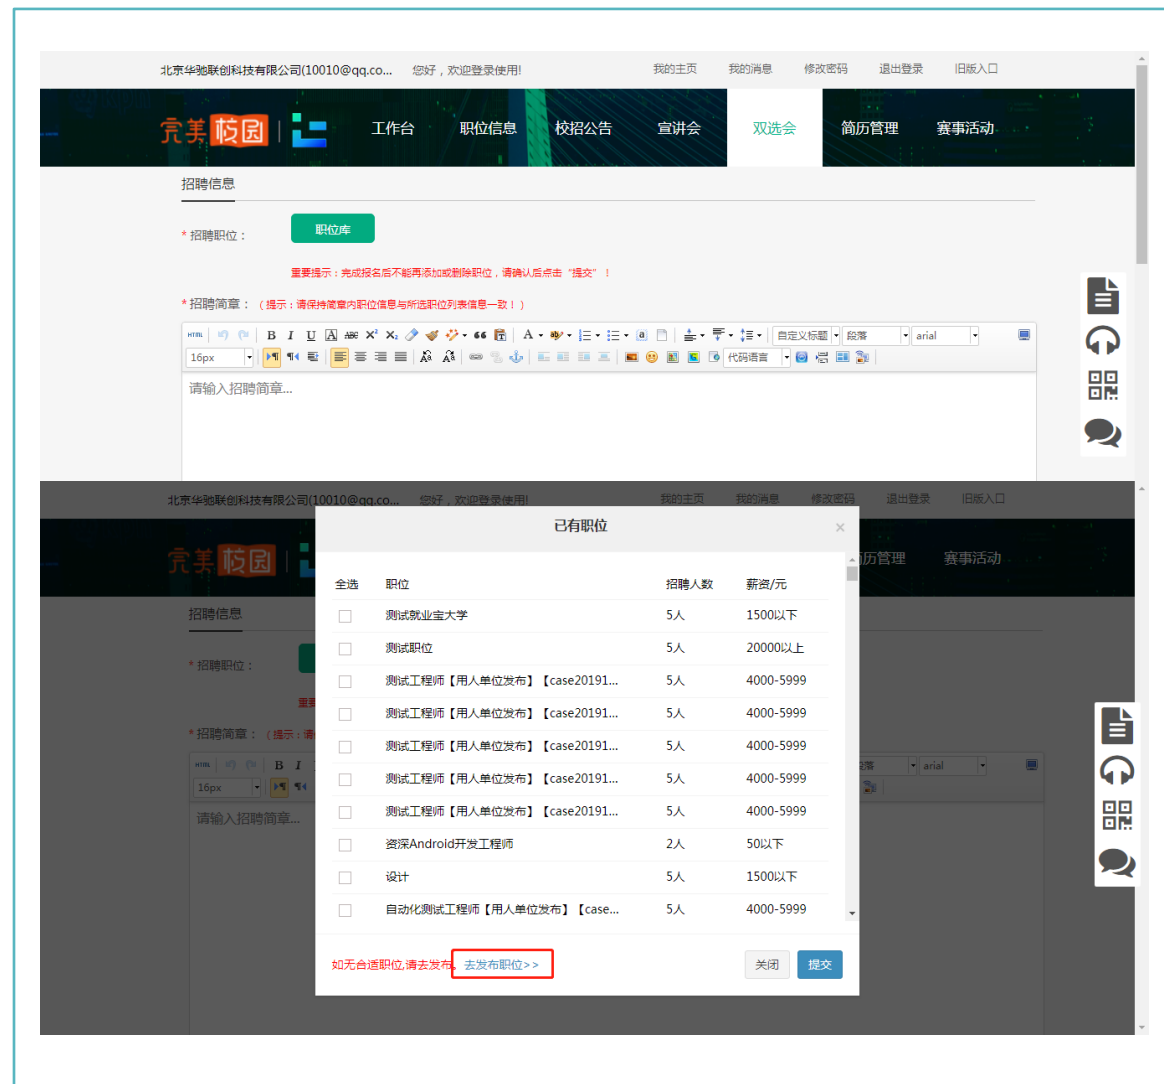 北京华驰联创科技有限公司(10010@qq.co... 您好，欢迎登录使用! 我的主页 我的消息 修改密码 退出登录 旧版入口
完美校园 工作台 职位信息 校招公告 宣讲会 双选会 简历管理 赛事活动
招聘信息
* 招聘职位： 职位库
重要提示：完成报名后不能再添加或删除职位，请确认后点击“提交”！
* 招聘简章：（提示：请保持简章内职位信息与所选职位列表信息一致！）
HTML B I U A ABC X² X₂ A 自定义标题 段落 arial
16px 代码语言
请输入招聘简章...
北京华驰联创科技有限公司(10010@qq.co... 您好，欢迎登录使用! 我的主页 我的消息 修改密码 退出登录 旧版入口
已有职位 ×
完美校园 历管理 赛事活动
全选 职位 招聘人数 薪资/元
招聘信息
测试就业宝大学 5人 1500以下
测试职位 5人 20000以上
* 招聘职位：
测试工程师【用人单位发布】【case20191... 5人 4000-5999
重要
测试工程师【用人单位发布】【case20191... 5人 4000-5999
* 招聘简章：（提示：请
测试工程师【用人单位发布】【case20191... 5人 4000-5999
HTML B I 段落 arial
测试工程师【用人单位发布】【case20191... 5人 4000-5999
16px
测试工程师【用人单位发布】【case20191... 5人 4000-5999
请输入招聘简章...
资深Android开发工程师 2人 50以下
设计 5人 1500以下
自动化测试工程师【用人单位发布】【case... 5人 4000-5999
如无合适职位,请去发布。 去发布职位>> 关闭 提交